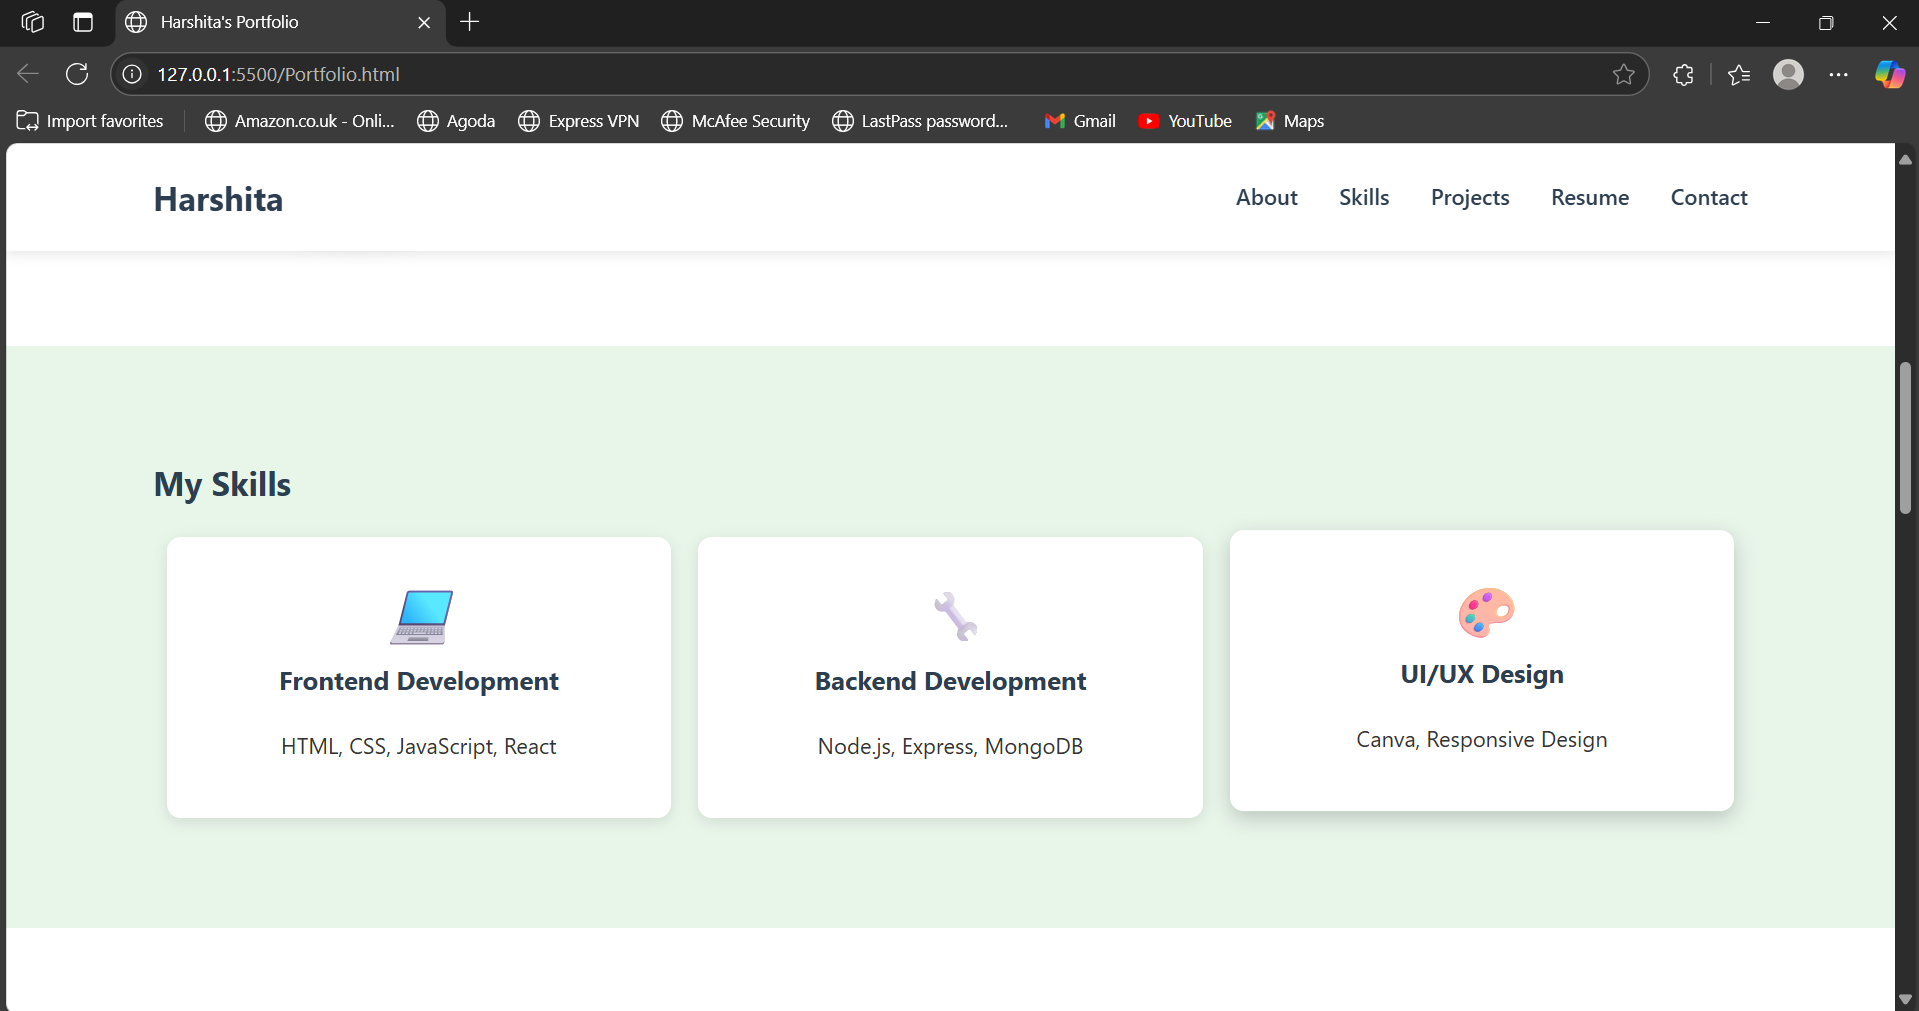 Harshita's Portfolio
127.0.0.1:5500/Portfolio.html
Import favorites Amazon.co.uk - Onli... Agoda Express VPN McAfee Security LastPass password... Gmail YouTube Maps
Harshita About Skills Projects Resume Contact
My Skills
Frontend Development
HTML, CSS, JavaScript, React
Backend Development
Node.js, Express, MongoDB
UI/UX Design
Canva, Responsive Design